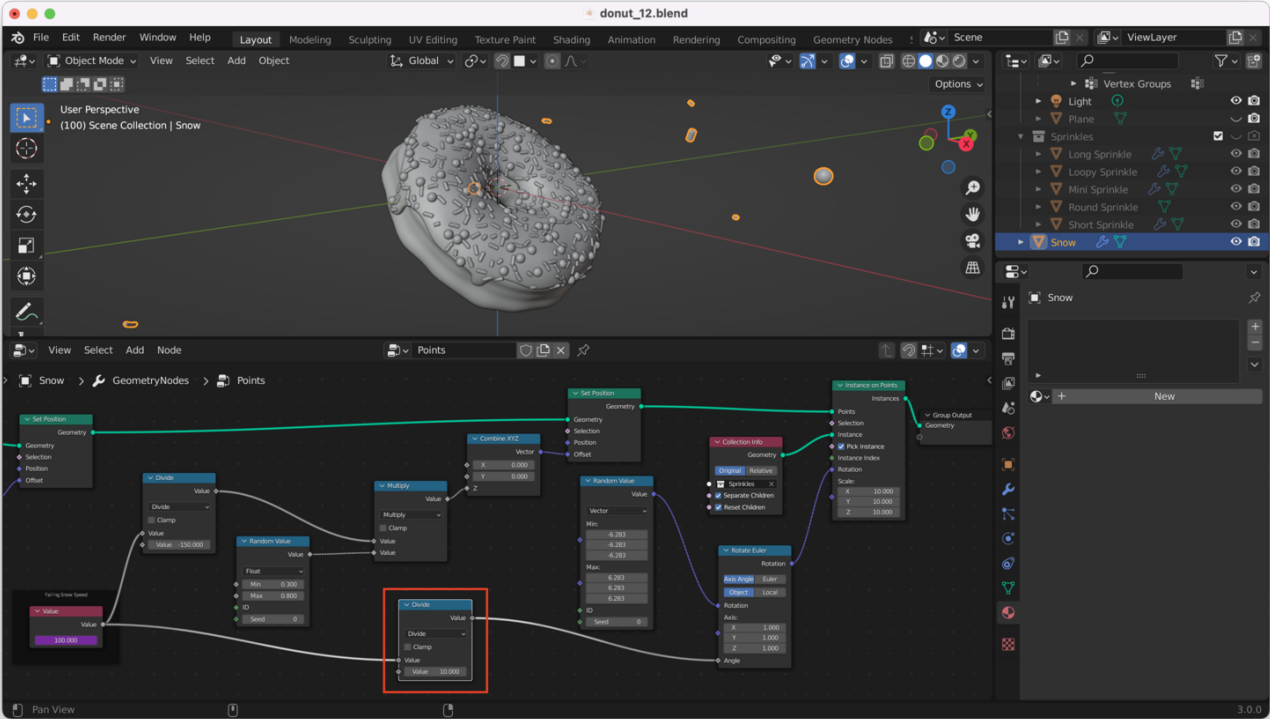 donut_12.blend
File Edit Render Window Help Layout Modeling Sculpting UV Editing Texture Paint Shading Animation Rendering Compositing Geometry Nodes Scene ViewLayer
Object Mode View Select Add Object Global
Options
User Perspective
(100) Scene Collection | Snow
Z
Y
X
Vertex Groups
Light
Plane
Sprinkles
Long Sprinkle
Loopy Sprinkle
Mini Sprinkle
Round Sprinkle
Short Sprinkle
Snow
Snow
New
View Select Add Node Points
Snow > GeometryNodes > Points
Set Position
Geometry
Geometry
Selection
Position
Offset
Divide
Value
Divide
Clamp
Value
Value -150.000
Falling Snow Speed
Value
Value
100.000
Random Value
Value
Float
Min 0.300
Max 0.800
ID
Seed 0
Multiply
Value
Multiply
Clamp
Value
Value
Combine XYZ
Vector
X 0.000
Y 0.000
Z
Divide
Value
Divide
Clamp
Value
Value 10.000
Set Position
Geometry
Geometry
Selection
Position
Offset
Random Value
Value
Vector
Min:
-6.283
-6.283
-6.283
Max:
6.283
6.283
6.283
ID
Seed 0
Collection Info
Geometry
Original Relative
Sprinkles
Separate Children
Reset Children
Rotate Euler
Rotation
Axis Angle Euler
Object Local
Rotation
Axis:
X 1.000
Y 1.000
Z 1.000
Angle
Instance on Points
Instances
Points
Selection
Instance
Pick Instance
Instance Index
Rotation
Scale:
X 10.000
Y 10.000
Z 10.000
Group Output
Geometry
Pan View
3.0.0